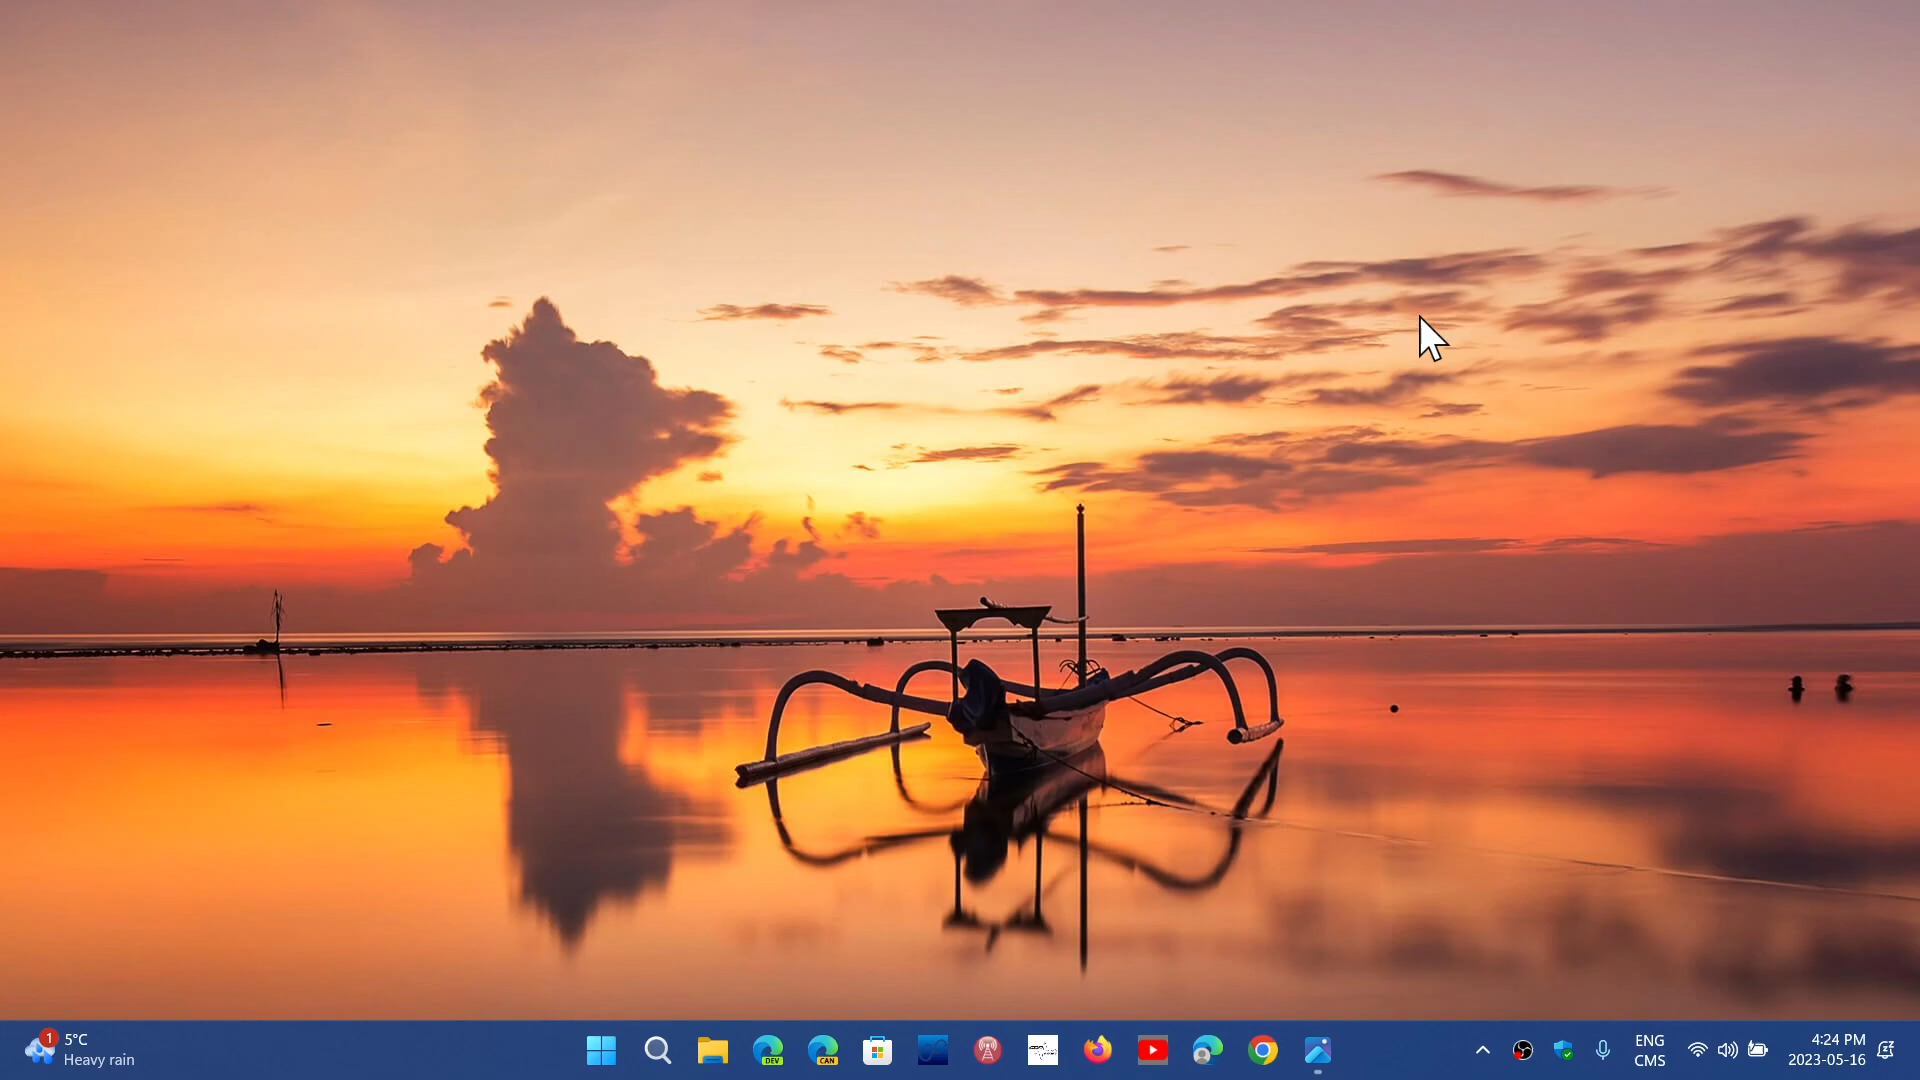 1
5°C
Heavy rain
DEV
CAN
ENG
CMS
4:24 PM
2023-05-16